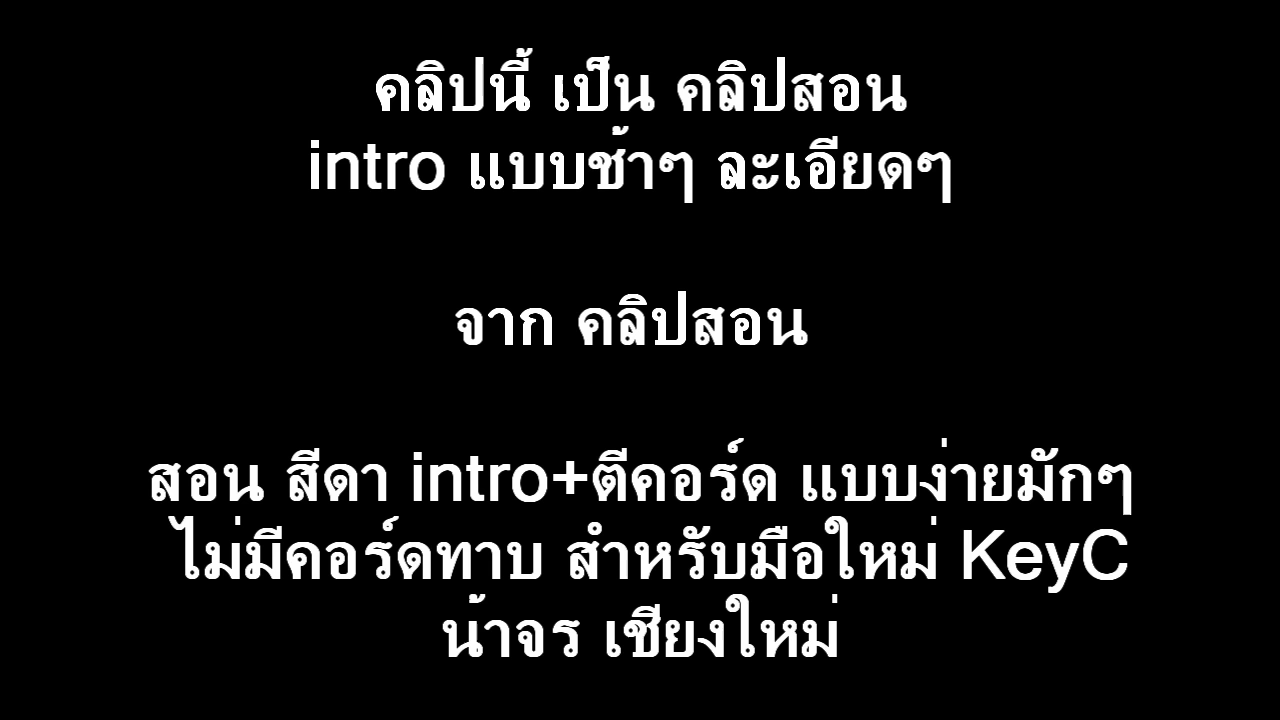 คลิปนี้ เป็น คลิปสอน
intro แบบช้าๆ ละเอียดๆ
จาก คลิปสอน
สอน สีดา intro+ตีคอร์ด แบบง่ายมักๆ
ไม่มีคอร์ดทาบ สำหรับมือใหม่ KeyC
น้าจร เชียงใหม่